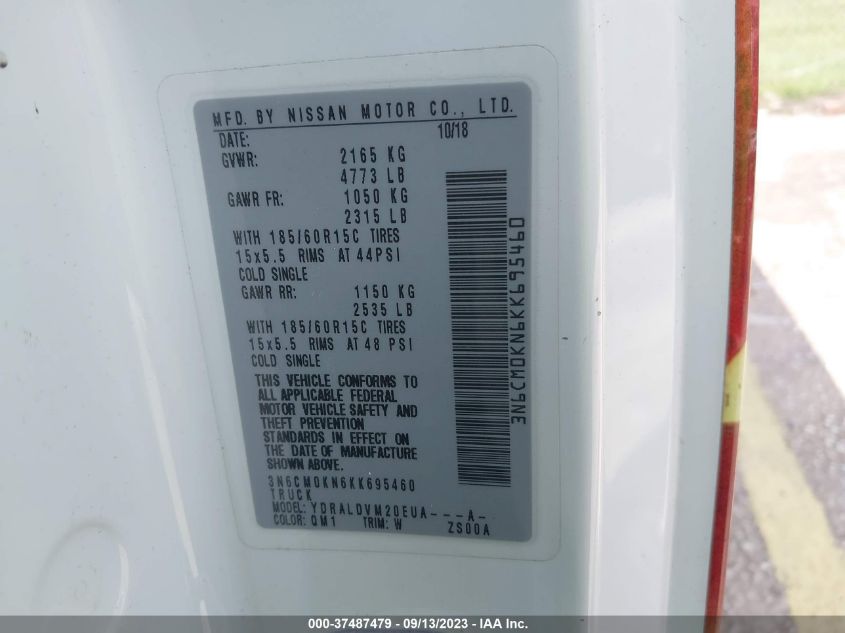 MFD. BY NISSAN MOTOR CO., LTD.
DATE: 10/18
GVWR: 2165 KG
4773 LB
GAWR FR: 1050 KG
2315 LB
WITH 185/60R15C TIRES
15x5.5 RIMS AT 44PSI
COLD SINGLE
GAWR RR: 1150 KG
2535 LB
WITH 185/60R15C TIRES
15x5.5 RIMS AT 48 PSI
COLD SINGLE
THIS VEHICLE CONFORMS TO
ALL APPLICABLE FEDERAL
MOTOR VEHICLE SAFETY AND
THEFT PREVENTION
STANDARDS IN EFFECT ON
THE DATE OF MANUFACTURE
SHOWN ABOVE.
3N6CM0KN6KK695460
TRUCK
MODEL: YDRALDVM20EUA---A-
COLOR: QM1 TRIM: W ZS00A
3N6CM0KN6KK695460
000-37487479 - 09/13/2023 - IAA Inc.